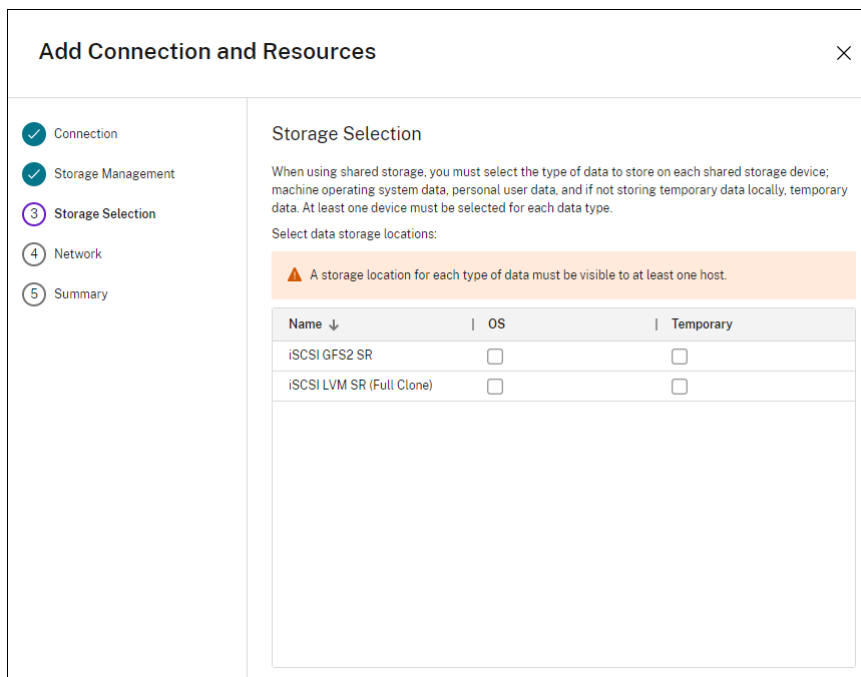 Add Connection and Resources
Connection
Storage Management
3 Storage Selection
4 Network
5 Summary
Storage Selection
When using shared storage, you must select the type of data to store on each shared storage device;
machine operating system data, personal user data, and if not storing temporary data locally, temporary
data. At least one device must be selected for each data type.
Select data storage locations:
A storage location for each type of data must be visible to at least one host.
Name ↓ | OS | Temporary
iSCSI GFS2 SR
iSCSI LVM SR (Full Clone)